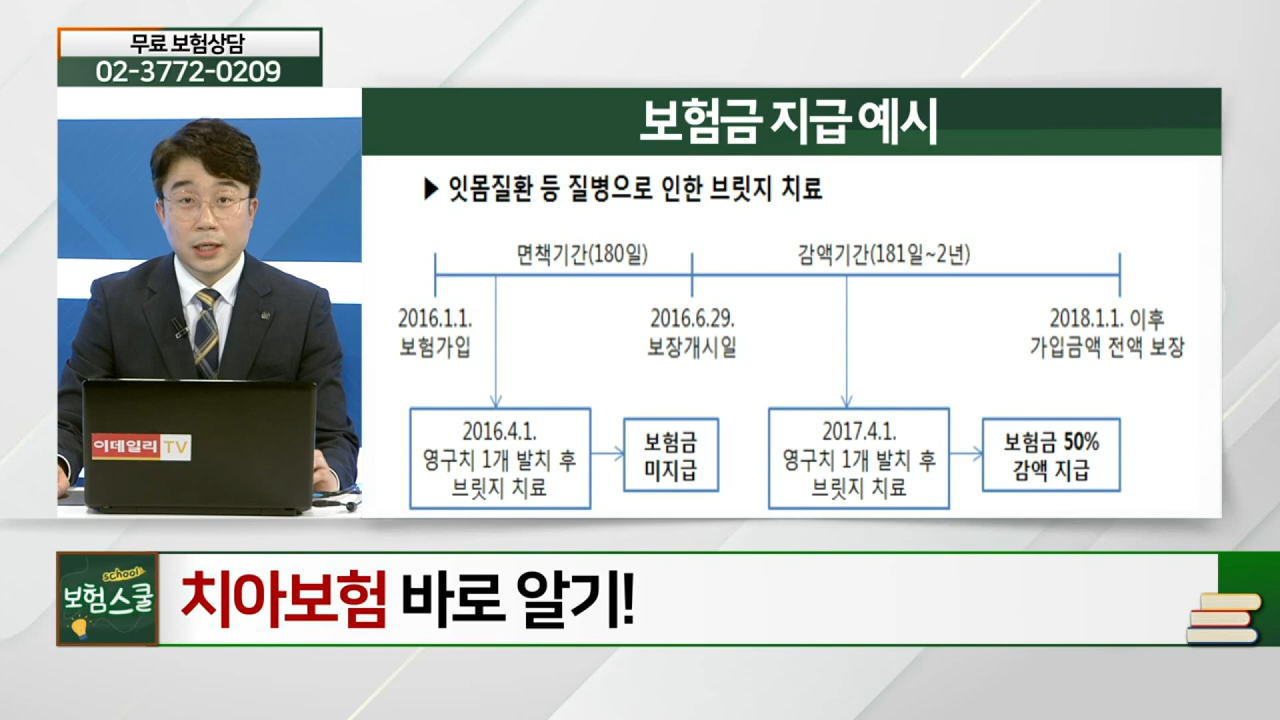 무료 보험상담
02-3772-0209
보험금 지급 예시
▶ 잇몸질환 등 질병으로 인한 브릿지 치료
면책기간(180일)
감액기간(181일~2년)
2016.1.1.
보험가입
2016.6.29.
보장개시일
2018.1.1. 이후
가입금액 전액 보장
2016.4.1.
영구치 1개 발치 후
브릿지 치료
보험금
미지급
2017.4.1.
영구치 1개 발치 후
브릿지 치료
보험금 50%
감액 지급
이데일리 TV
school
보험스쿨
치아보험 바로 알기!